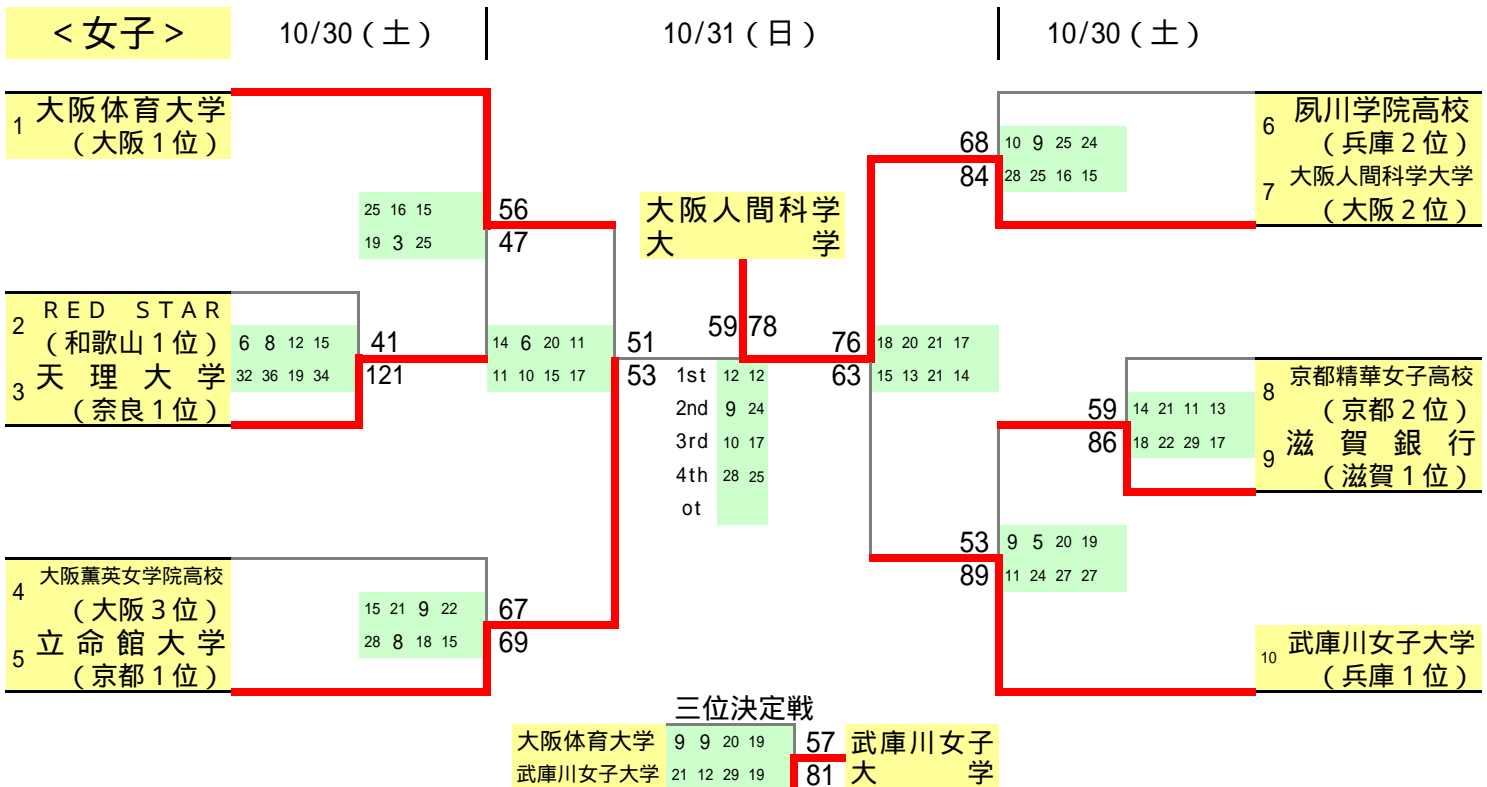 <女子>
10/30(土)
10/31(日)
10/30(土)
1
大阪体育大学
(大阪1位)
2
RED STAR
(和歌山1位)
3
天理大学
(奈良1位)
4
大阪薫英女学院高校
(大阪3位)
5
立命館大学
(京都1位)
25 16 15
19 3 25
56
47
6 8 12 15
32 36 19 34
41
121
14 6 20 11
11 10 15 17
51
53
15 21 9 22
28 8 18 15
67
69
大阪人間科学
大学
59 78
1st 12 12
2nd 9 24
3rd 10 17
4th 28 25
ot
76
63
18 20 21 17
15 13 21 14
68
84
10 9 25 24
28 25 16 15
59
86
14 21 11 13
18 22 29 17
53
89
9 5 20 19
11 24 27 27
6
夙川学院高校
(兵庫2位)
7
大阪人間科学大学
(大阪2位)
8
京都精華女子高校
(京都2位)
9
滋賀銀行
(滋賀1位)
10
武庫川女子大学
(兵庫1位)
三位決定戦
大阪体育大学 9 9 20 19 57
武庫川女子大学 21 12 29 19 81
武庫川女子
大学